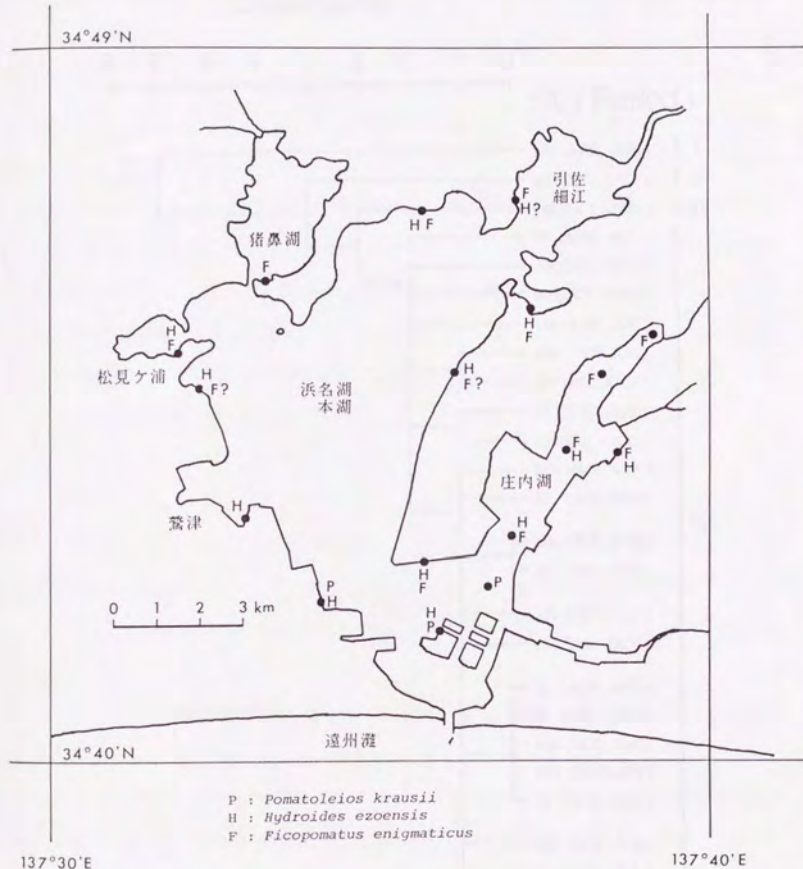 34°49'N
引佐
細江
F
H?
H F
猪鼻湖
F
H
F
松見ケ浦
H
F?
浜名湖
本湖
H
F
H
F?
F
F
F
H
F
H
庄内湖
H
鷲津
H
F
H
F
P
P
H
H
P
0 1 2 3 km
遠州灘
34°40'N
P : Pomatoleios krausii
H : Hydroides ezoensis
F : Ficopomatus enigmaticus
137°30'E
137°40'E